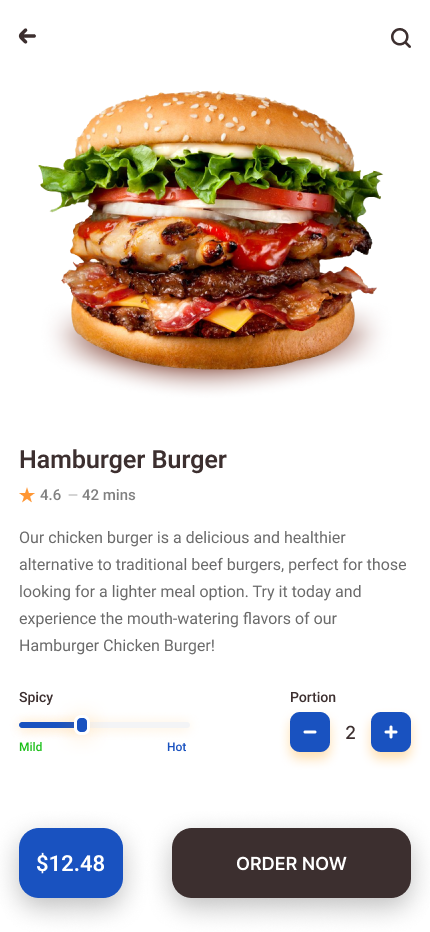 Hamburger Burger
4.6 – 42 mins
Our chicken burger is a delicious and healthier
alternative to traditional beef burgers, perfect for those
looking for a lighter meal option. Try it today and
experience the mouth-watering flavors of our
Hamburger Chicken Burger!
Spicy
Portion
2
Mild
Hot
$12.48
ORDER NOW